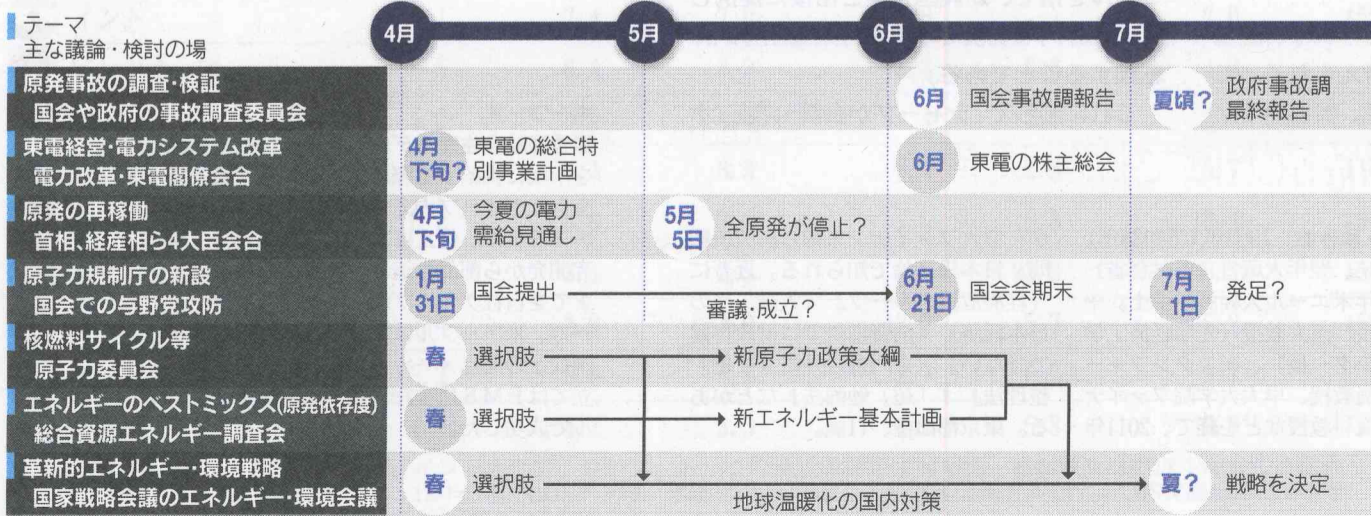 テーマ
主な議論・検討の場
4月
5月
6月
7月
原発事故の調査・検証
国会や政府の事故調査委員会
6月
国会事故調報告
夏頃？
政府事故調
最終報告
東電経営・電力システム改革
電力改革・東電閣僚会合
4月
下旬？
東電の総合特
別事業計画
6月
東電の株主総会
原発の再稼働
首相、経産相ら4大臣会合
4月
下旬
今夏の電力
需給見通し
5月
5日
全原発が停止？
原子力規制庁の新設
国会での与野党攻防
1月
31日
国会提出
審議・成立？
6月
21日
国会会期末
7月
1日
発足？
核燃料サイクル等
原子力委員会
春
選択肢
新原子力政策大綱
エネルギーのベストミックス(原発依存度)
総合資源エネルギー調査会
春
選択肢
新エネルギー基本計画
革新的エネルギー・環境戦略
国家戦略会議のエネルギー・環境会議
春
選択肢
地球温暖化の国内対策
夏？
戦略を決定